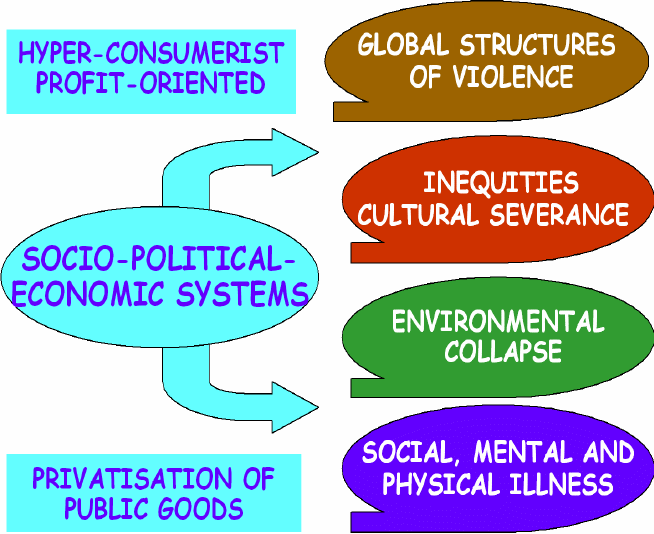 HYPER-CONSUMERIST
PROFIT-ORIENTED
SOCIO-POLITICAL-
ECONOMIC SYSTEMS
PRIVATISATION OF
PUBLIC GOODS
GLOBAL STRUCTURES
OF VIOLENCE
INEQUITIES
CULTURAL SEVERANCE
ENVIRONMENTAL
COLLAPSE
SOCIAL, MENTAL AND
PHYSICAL ILLNESS